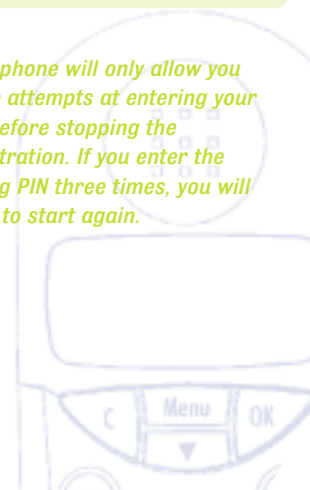 phone will only allow you
attempts at entering your
before stopping the
tration. If you enter the
PIN three times, you will
to start again.
C Menu OK